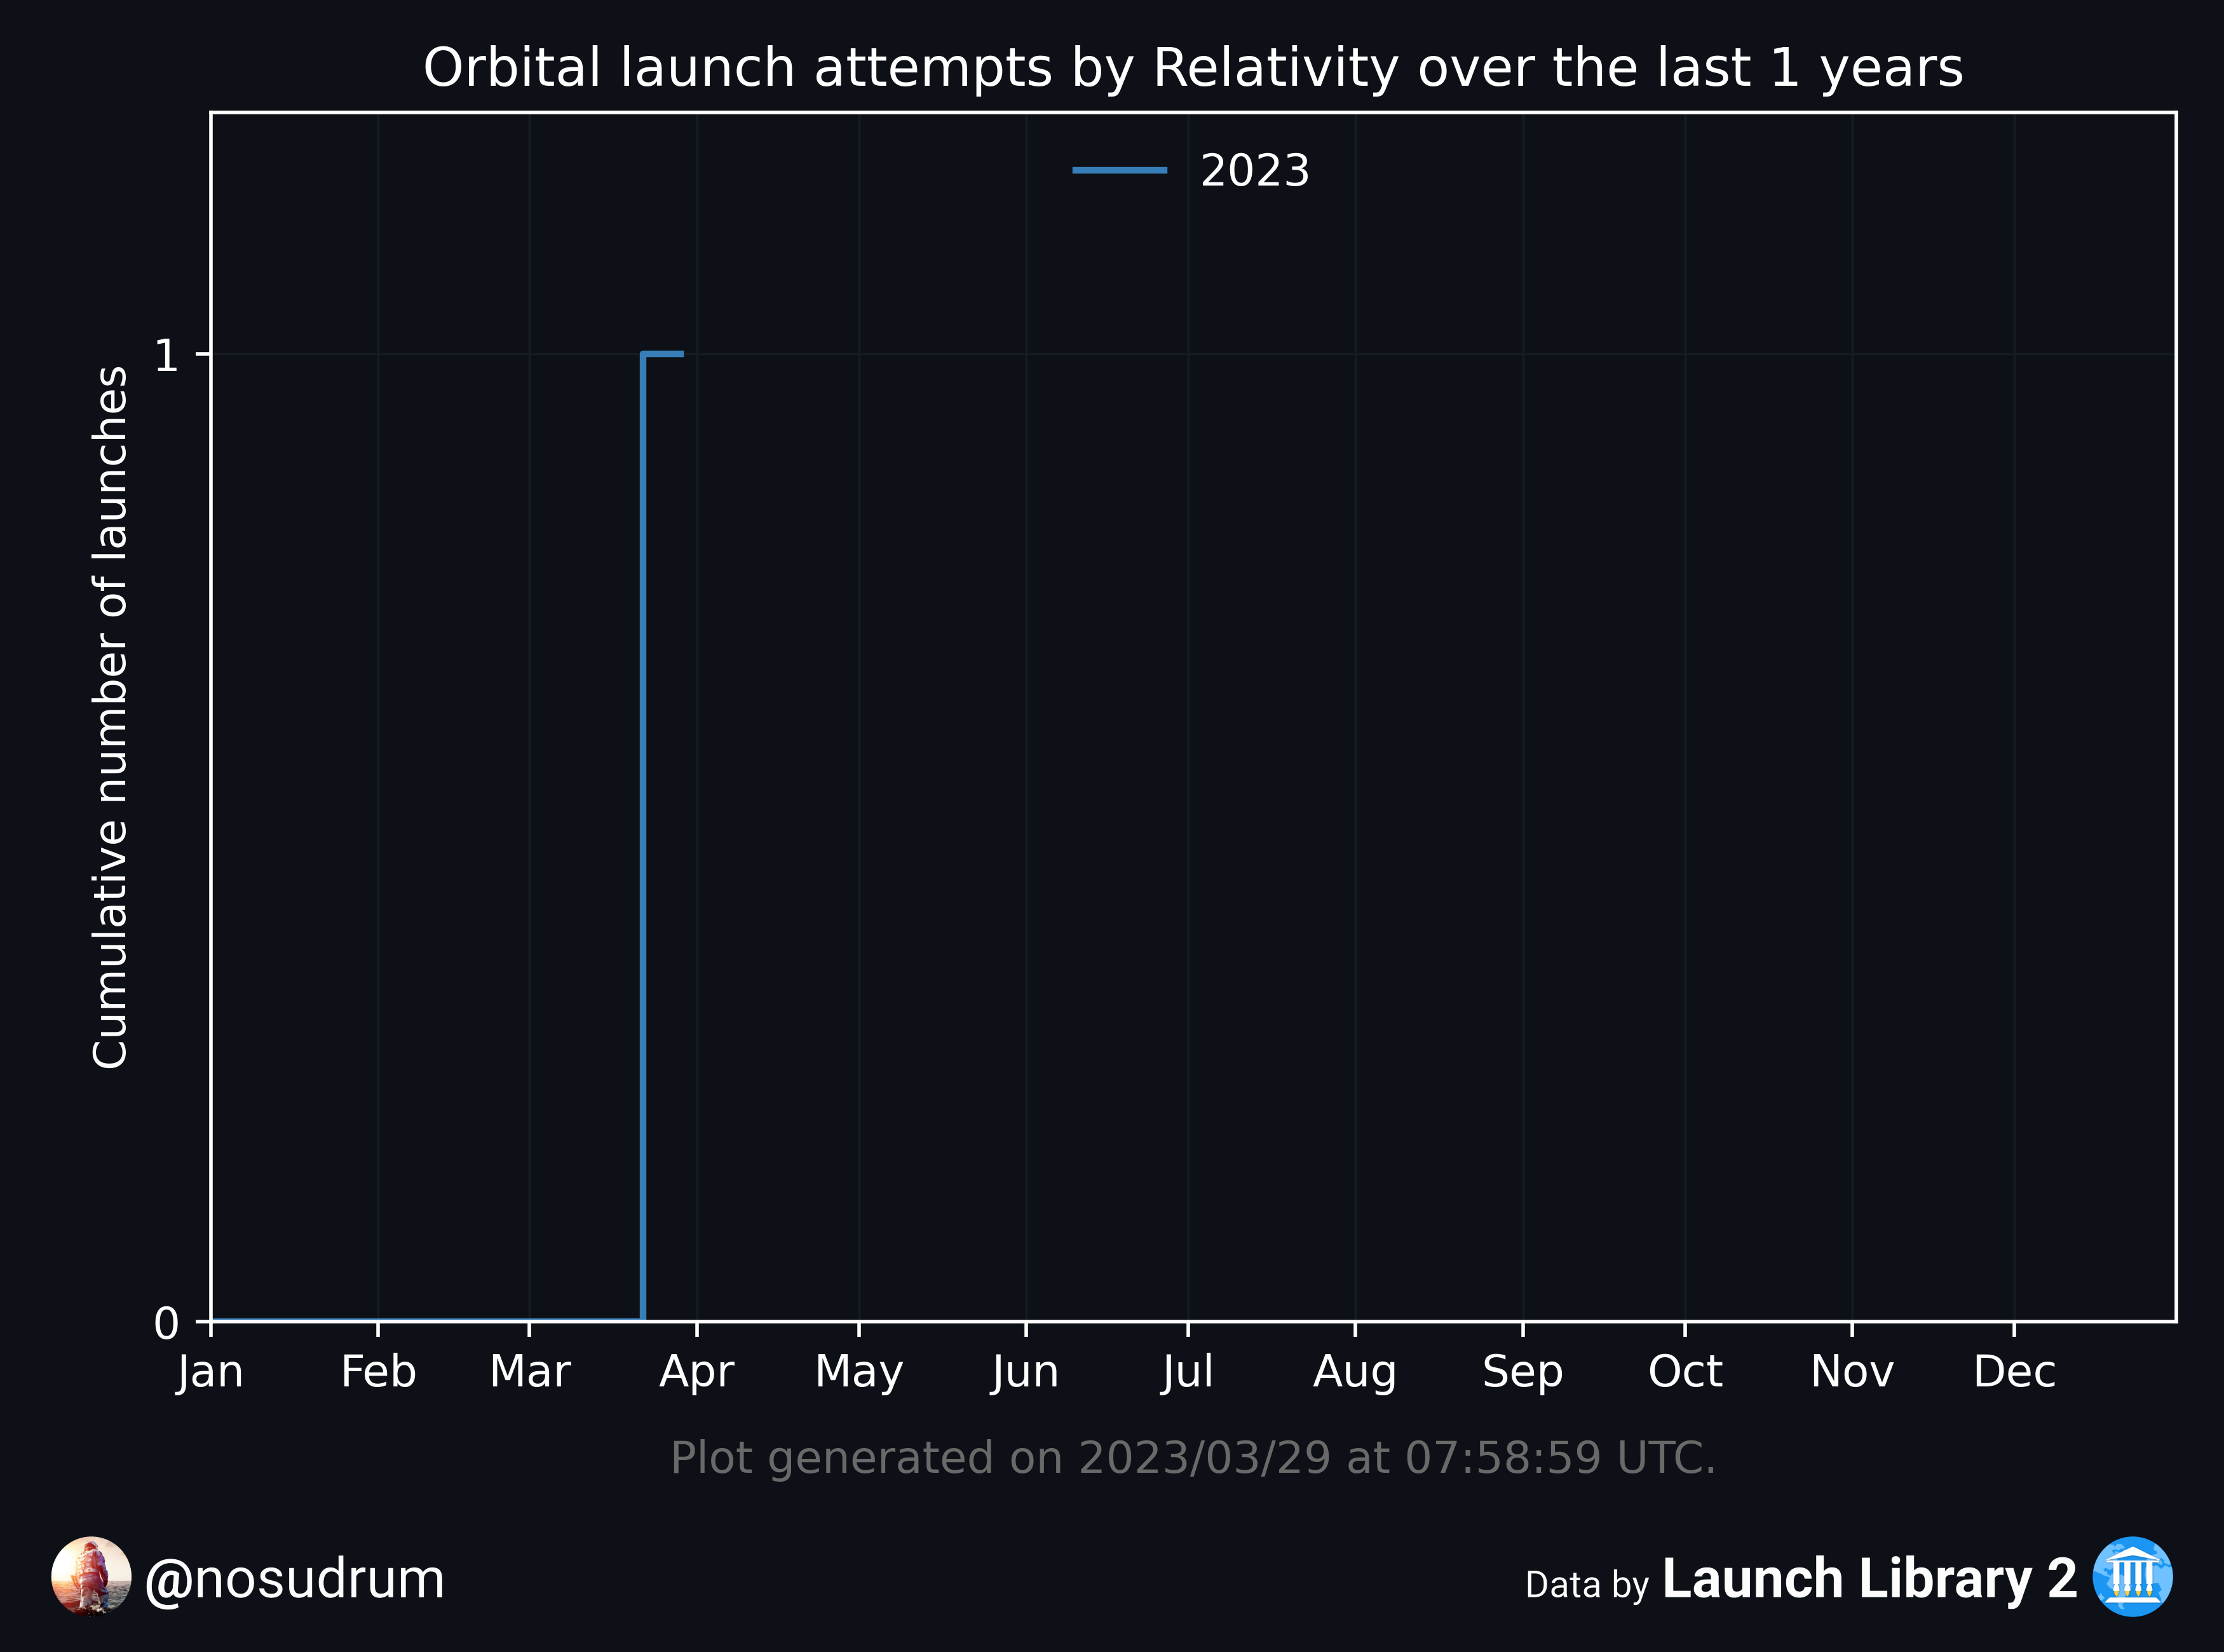 Orbital launch attempts by Relativity over the last 1 years
2023
Cumulative number of launches
1
0
Jan Feb Mar Apr May Jun Jul Aug Sep Oct Nov Dec
Plot generated on 2023/03/29 at 07:58:59 UTC.
@nosudrum
Data by Launch Library 2